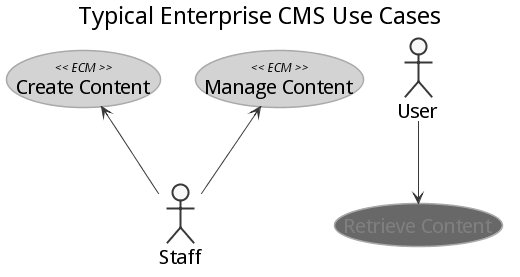 Typical Enterprise CMS Use Cases
<< ECM >>
Create Content
<< ECM >>
Manage Content
User
Staff
Retrieve Content